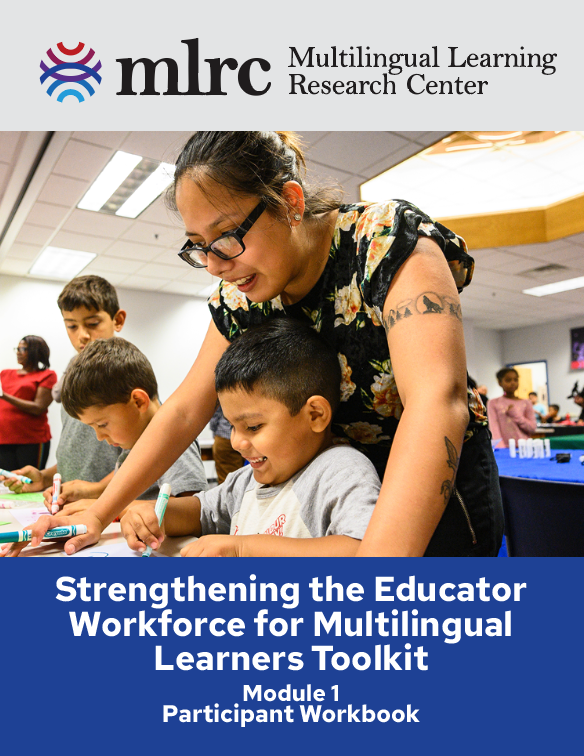 mlrc
Multilingual Learning
Research Center
Strengthening the Educator
Workforce for Multilingual
Learners Toolkit
Module 1
Participant Workbook